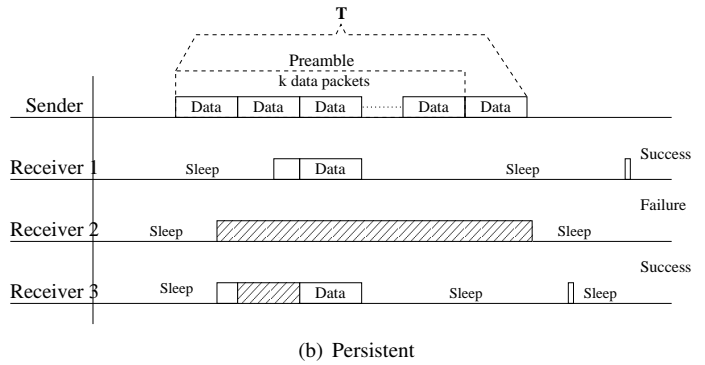 T
Preamble
k data packets
Sender Data Data Data Data Data
Success
Receiver 1 Sleep Data Sleep
Failure
Receiver 2 Sleep Sleep
Success
Receiver 3 Sleep Data Sleep Sleep
(b) Persistent